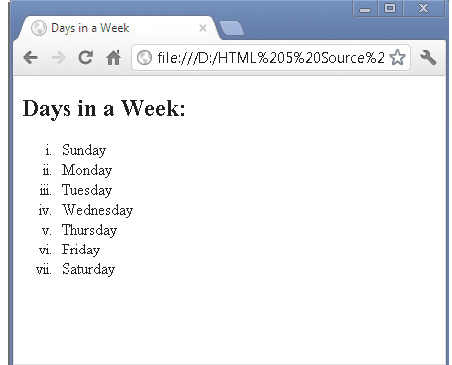 Days in a Week
file:///D:/HTML%205%20Source%2
Days in a Week:
i. Sunday
ii. Monday
iii. Tuesday
iv. Wednesday
v. Thursday
vi. Friday
vii. Saturday